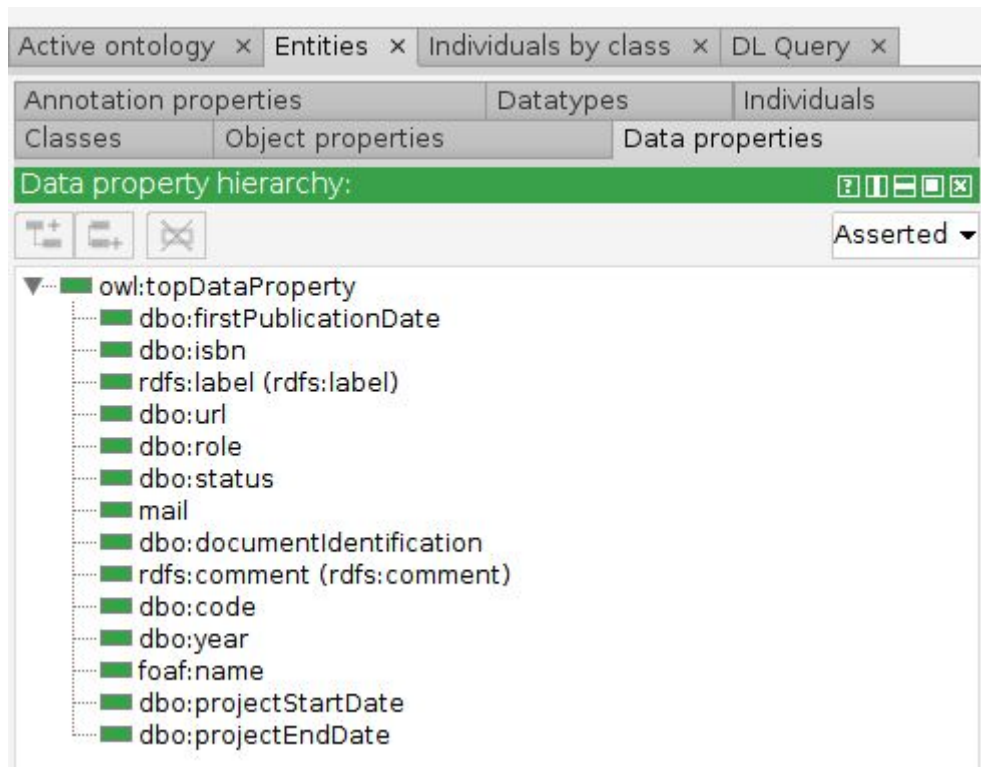 Active ontology × Entities × Individuals by class × DL Query ×
Annotation properties Datatypes Individuals
Classes Object properties Data properties
Data property hierarchy:
Asserted
owl:topDataProperty
dbo:firstPublicationDate
dbo:isbn
rdfs:label (rdfs:label)
dbo:url
dbo:role
dbo:status
mail
dbo:documentIdentification
rdfs:comment (rdfs:comment)
dbo:code
dbo:year
foaf:name
dbo:projectStartDate
dbo:projectEndDate